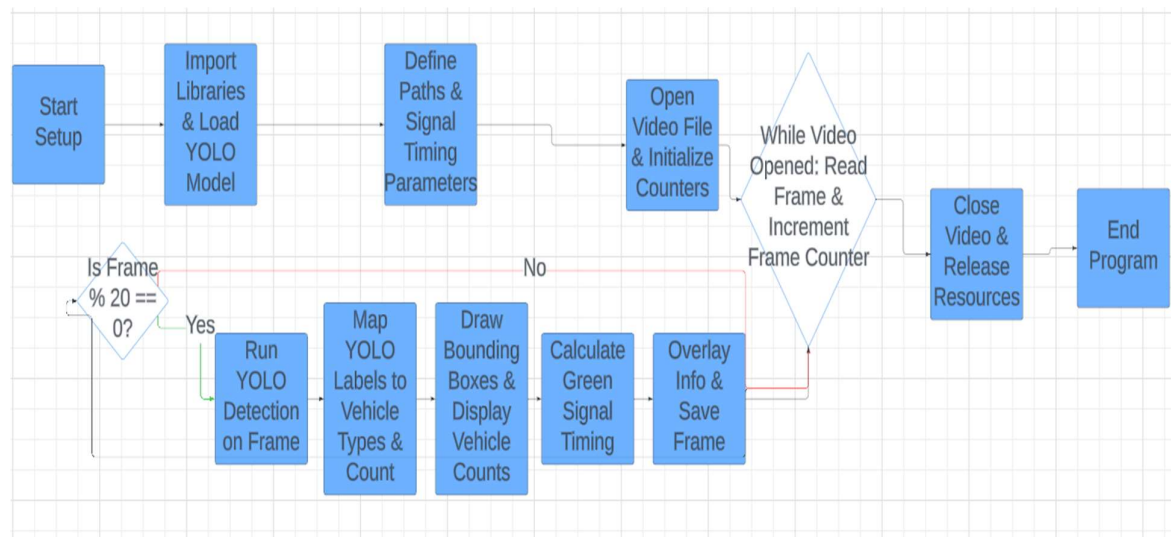 Start
Setup
Import
Libraries
& Load
YOLO
Model
Define
Paths &
Signal
Timing
Parameters
Open
Video File
& Initialize
Counters
While Video
Opened: Read
Frame &
Increment
Frame Counter
Close
Video &
Release
Resources
End
Program
Is Frame
% 20 ==
0?
No
Yes
Run
YOLO
Detection
on Frame
Map
YOLO
Labels to
Vehicle
Types &
Count
Draw
Bounding
Boxes &
Display
Vehicle
Counts
Calculate
Green
Signal
Timing
Overlay
Info &
Save
Frame